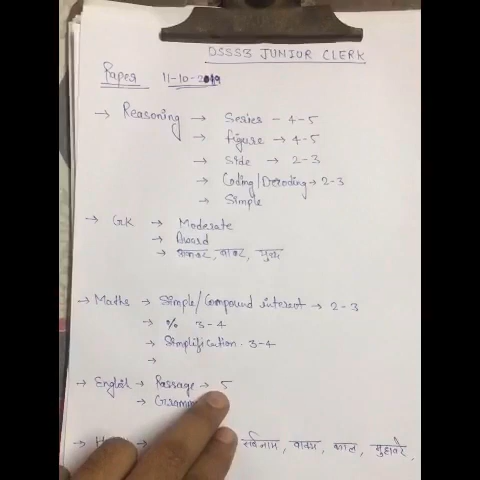 DSSSB JUNIOR CLERK
Paper 11-10-2019
→ Reasoning → Series - 4-5
→ figure → 4-5
→ Side → 2-3
→ Coding/Decoding → 2-3
→ Simple
→ GK → Moderate
→ Award
→ बाबर,
→ Maths → Simple/Compound interest → 2-3
→ % 3-4
→ Simplification. 3-4
→
→ English → Passage → 5
→
→ सर्वनाम, वाक्य, काल, मुहावरे,